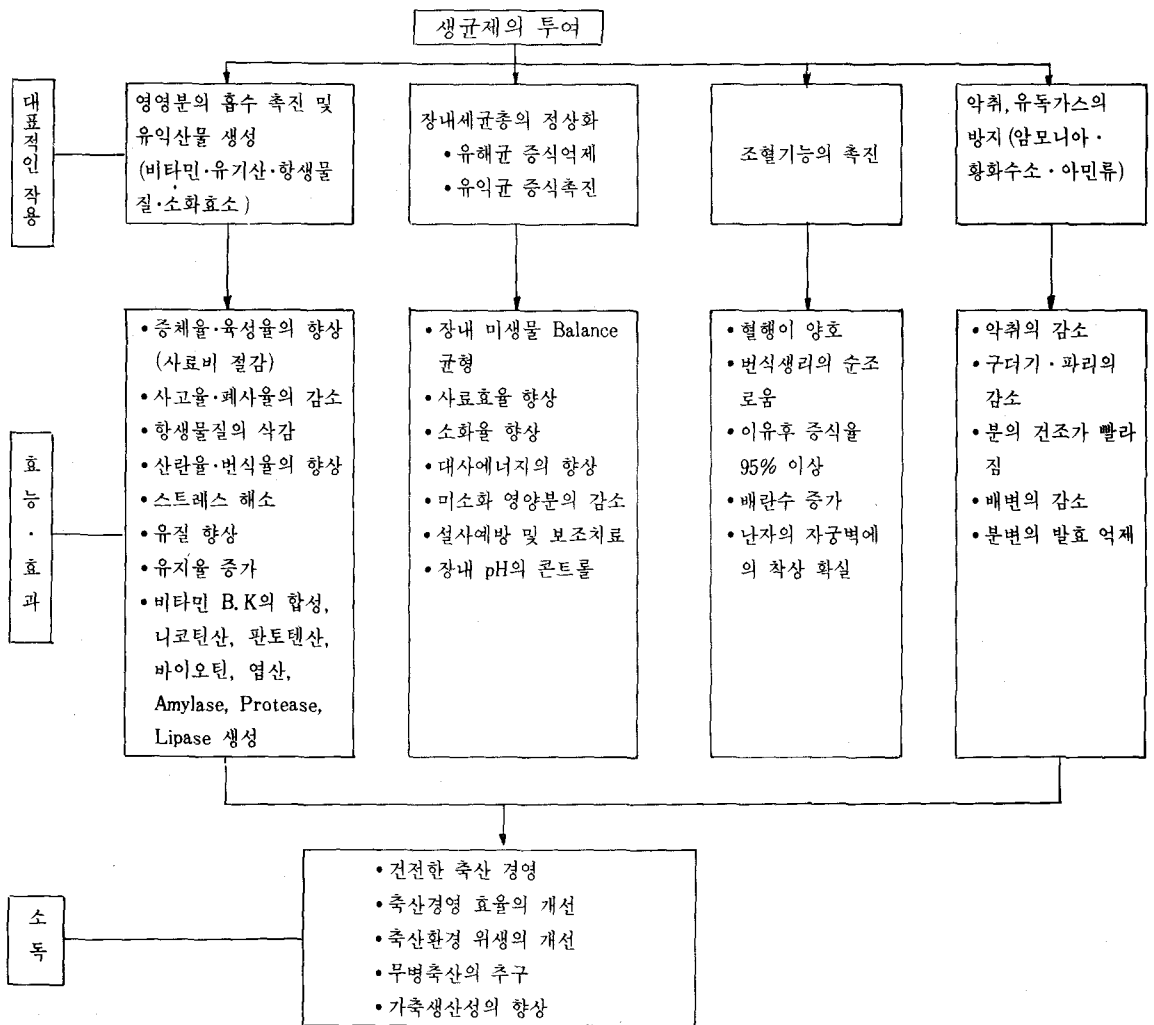 생균제의 투여
대표적인 작용
영영분의 흡수 촉진 및
유익산물 생성
(비타민·유기산·항생물
질·소화효소)
장내세균총의 정상화
• 유해균 증식억제
• 유익균 증식촉진
조혈기능의 촉진
악취, 유독가스의
방지(암모니아·
황화수소·아민류)
효능·효과
• 증체율·육성율의 향상
(사료비 절감)
• 사고율·폐사율의 감소
• 항생물질의 삭감
• 산란율·번식율의 향상
• 스트레스 해소
• 유질 향상
• 유지율 증가
• 비타민 B.K의 합성,
니코틴산, 판토텐산,
바이오틴, 엽산,
Amylase, Protease,
Lipase 생성
• 장내 미생물 Balance
균형
• 사료효율 향상
• 소화율 향상
• 대사에너지의 향상
• 미소화 영양분의 감소
• 설사예방 및 보조치료
• 장내 pH의 콘트롤
• 혈행이 양호
• 번식생리의 순조
로움
• 이유후 증식율
95% 이상
• 배란수 증가
• 난자의 자궁벽에
의 착상 확실
• 악취의 감소
• 구더기·파리의
감소
• 분의 건조가 빨라
짐
• 배변의 감소
• 분변의 발효 억제
소독
• 건전한 축산 경영
• 축산경영 효율의 개선
• 축산환경 위생의 개선
• 무병축산의 추구
• 가축생산성의 향상